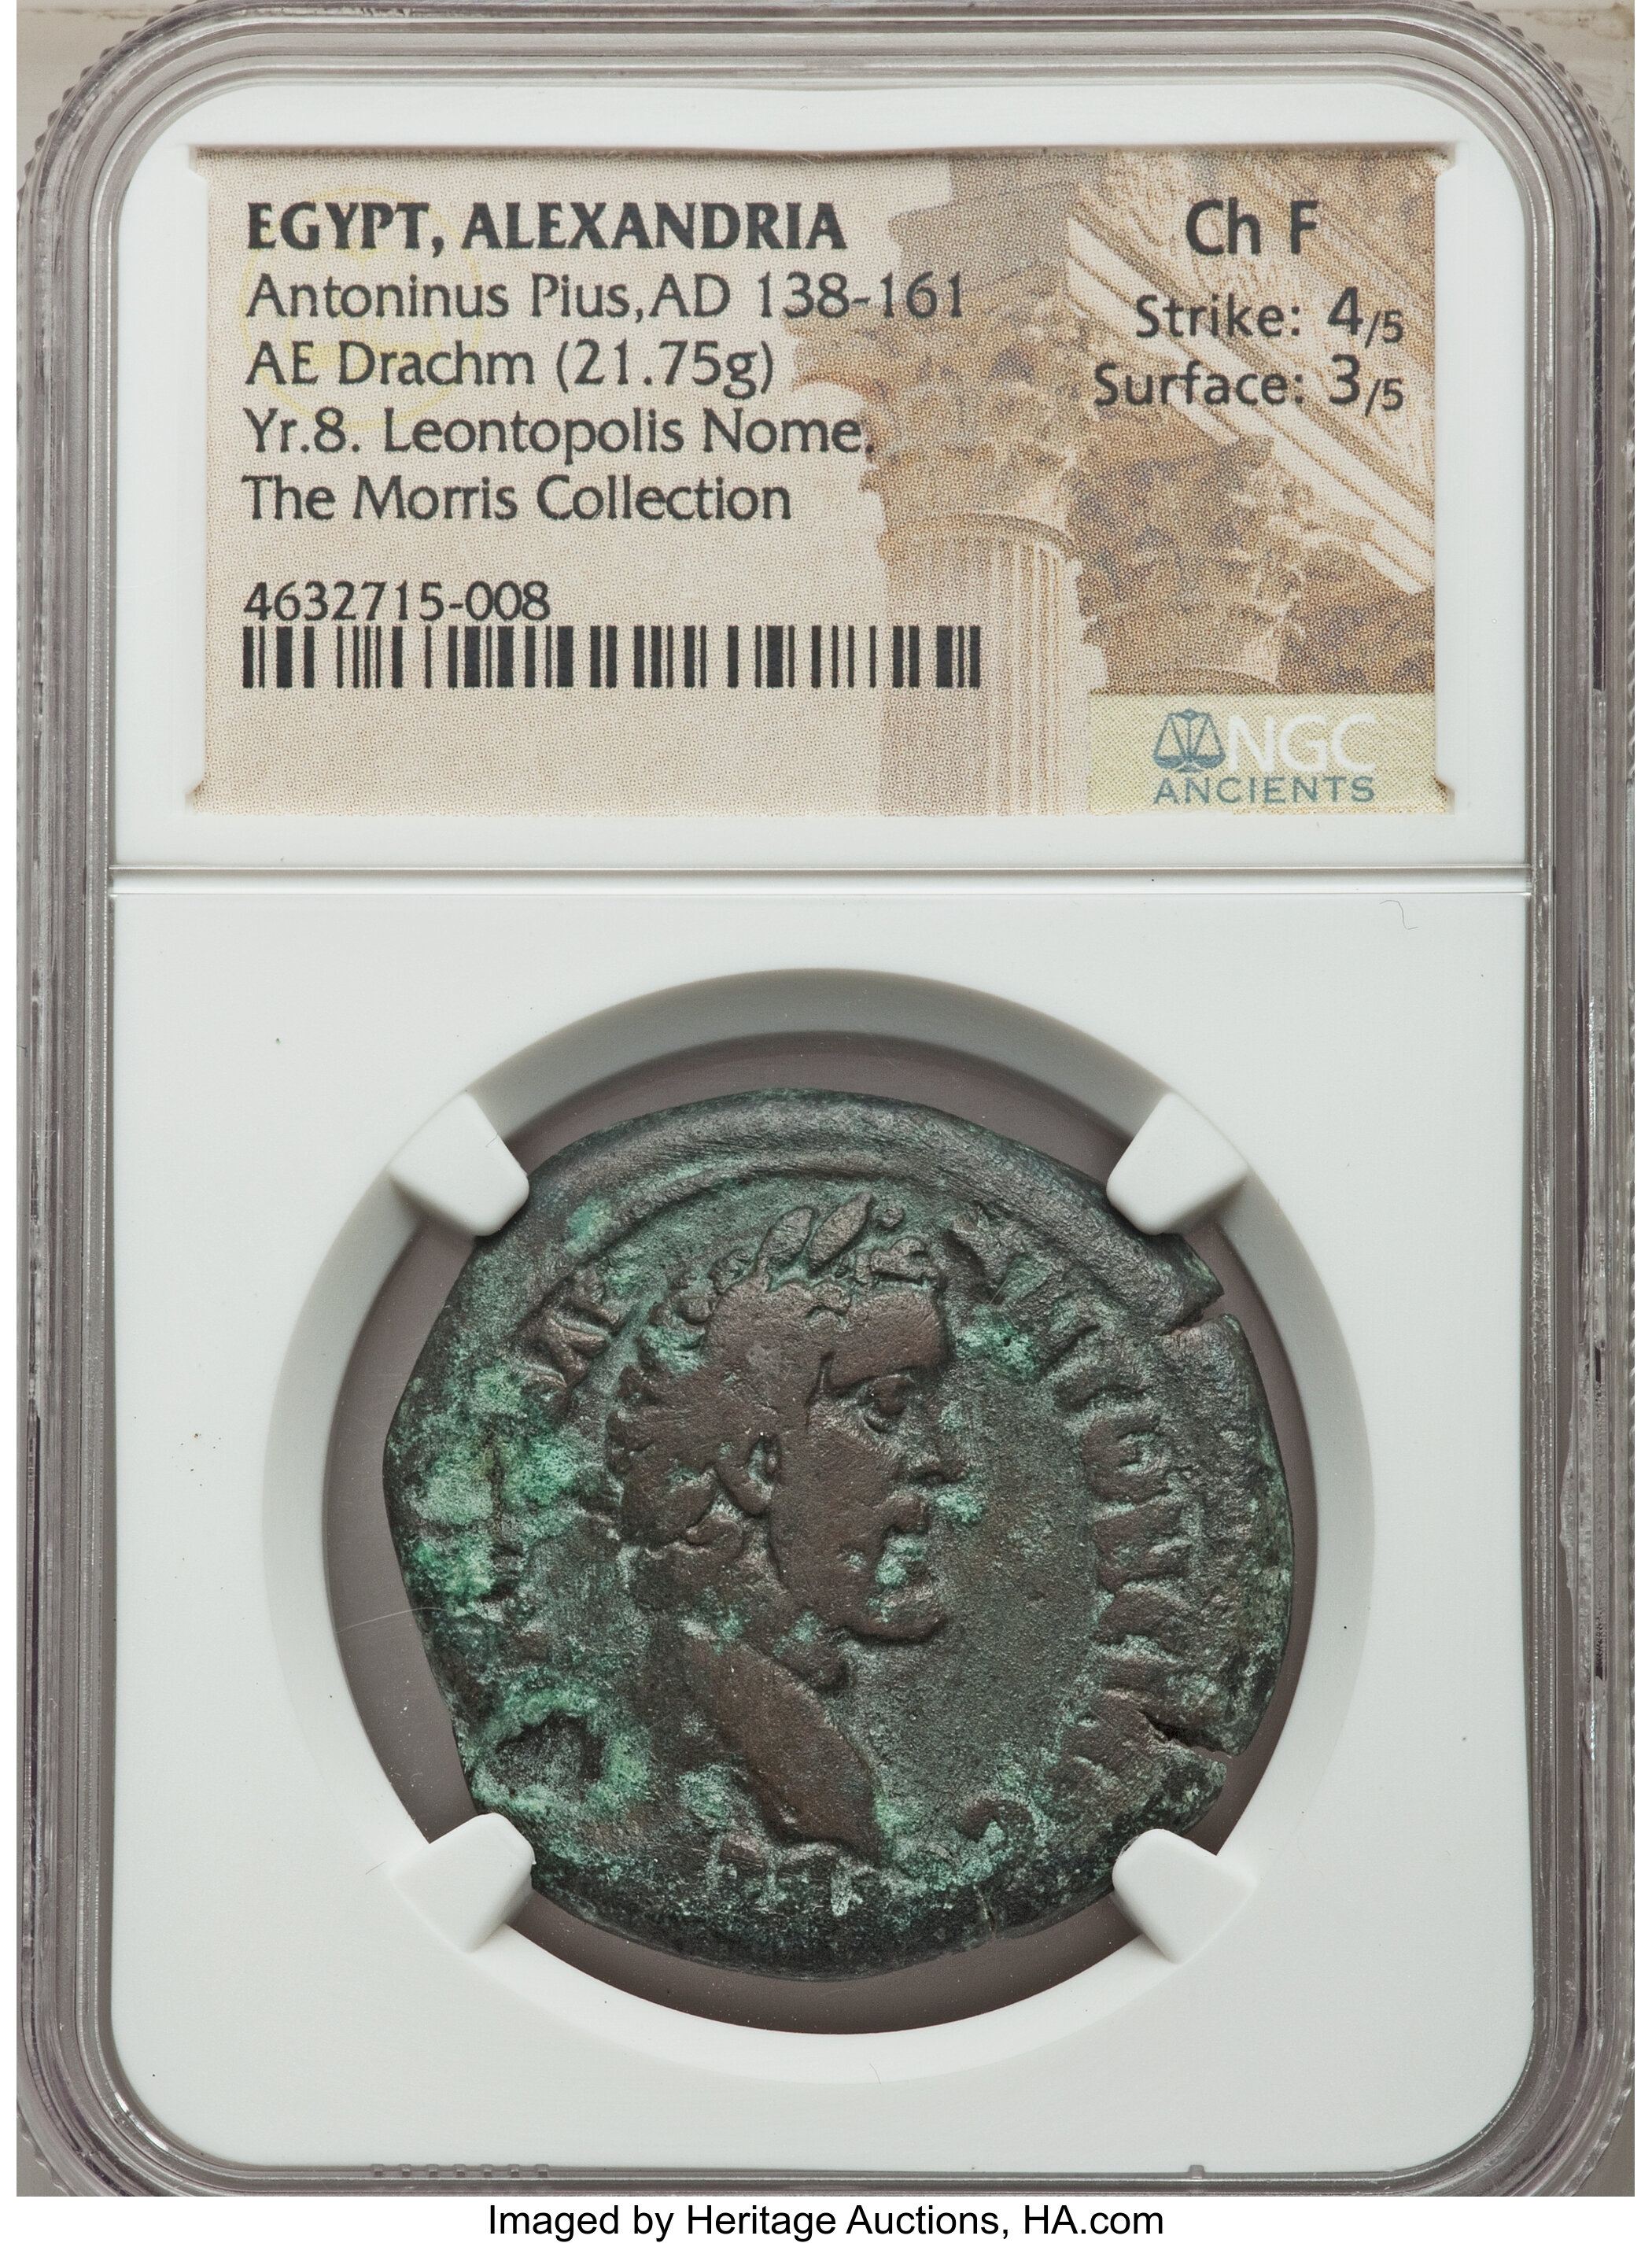 EGYPT, ALEXANDRIA
Antoninus Pius, AD 138-161
AE Drachm (21.75g)
Yr.8. Leontopolis Nome.
The Morris Collection
4632715-008
Ch F
Strike: 4/5
Surface: 3/5
NGC
ANCIENTS
Imaged by Heritage Auctions, HA.com